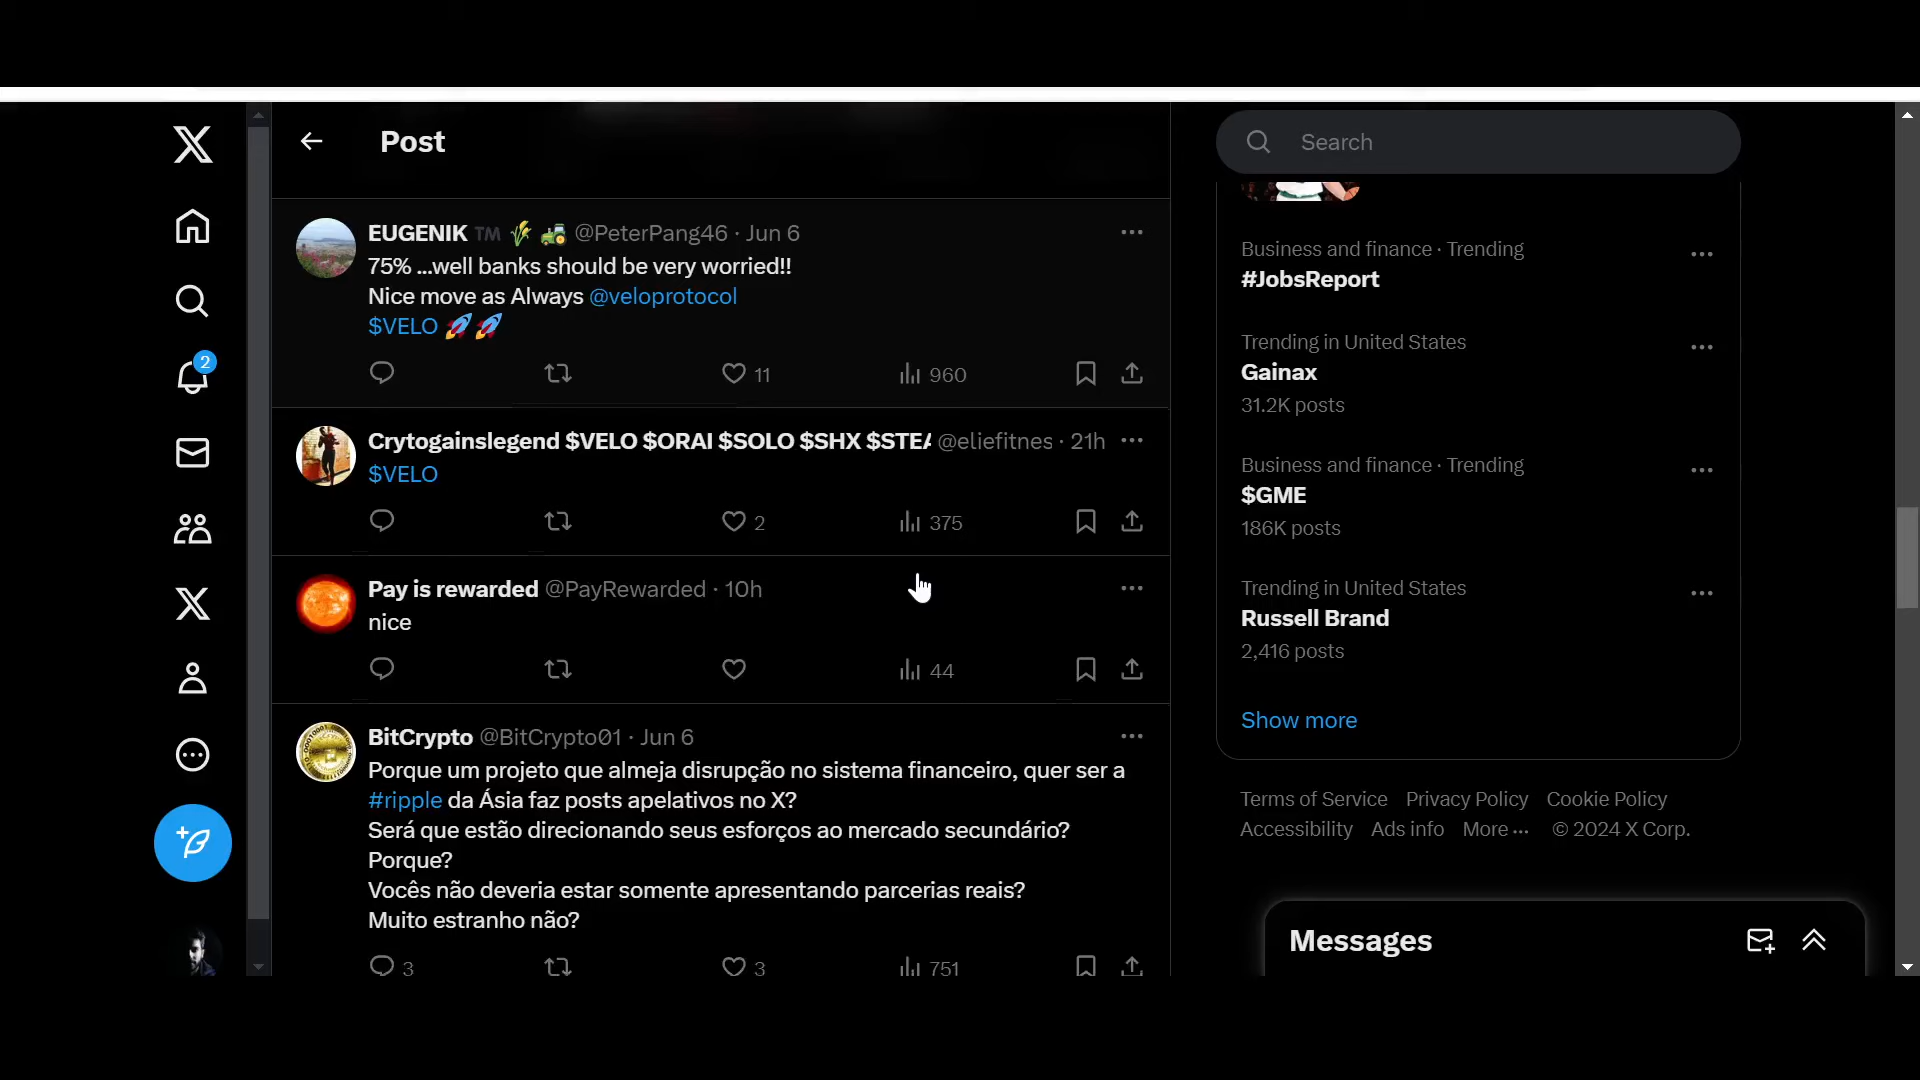 Post
Search
EUGENIK ™️ 🌾 🚜 @PeterPang46 · Jun 6
75% ...well banks should be very worried!!
Nice move as Always @veloprotocol
$VELO 🚀🚀
11
960
Crytogainslegend $VELO $ORAI $SOLO $SHX $STEA @eliefitnes · 21h
$VELO
2
375
Pay is rewarded @PayRewarded · 10h
nice
44
BitCrypto @BitCrypto01 · Jun 6
Porque um projeto que almeja disrupção no sistema financeiro, quer ser a
#ripple da Ásia faz posts apelativos no X?
Será que estão direcionando seus esforços ao mercado secundário?
Porque?
Vocês não deveria estar somente apresentando parcerias reais?
Muito estranho não?
3
3
751
2
Business and finance · Trending
#JobsReport
Trending in United States
Gainax
31.2K posts
Business and finance · Trending
$GME
186K posts
Trending in United States
Russell Brand
2,416 posts
Show more
Terms of Service Privacy Policy Cookie Policy
Accessibility Ads info More ··· © 2024 X Corp.
Messages